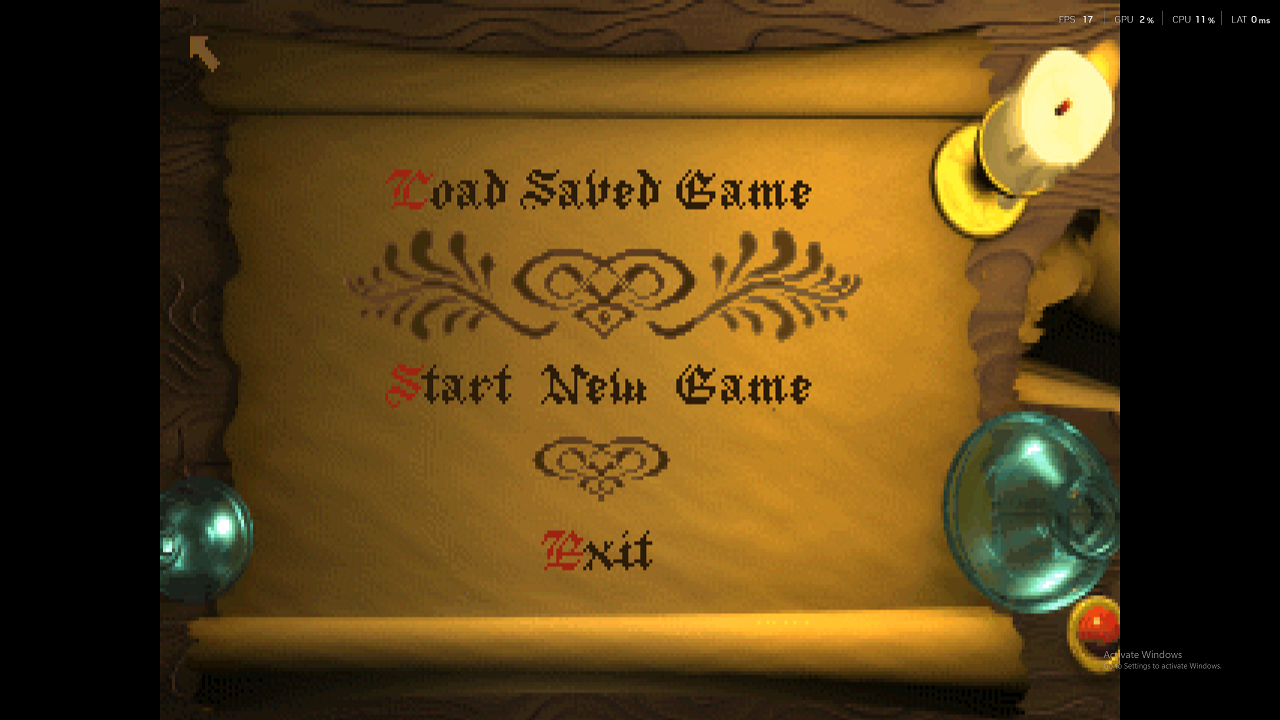 FPS 17 GPU 2% CPU 11% LAT 0ms
Load Saved Game
Start New Game
Exit
Activate Windows
Go to Settings to activate Windows.